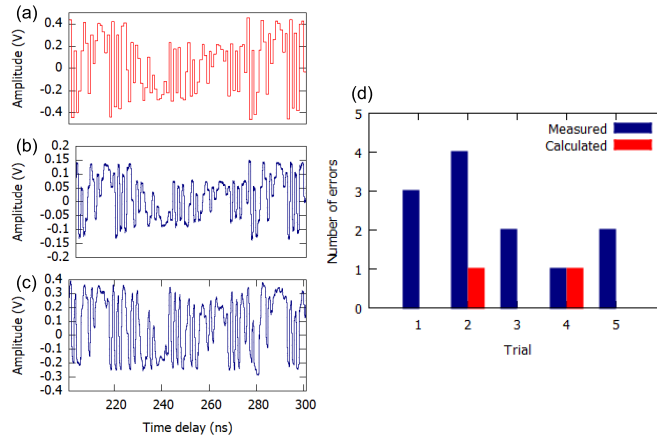 (a)
Amplitude (V)
0.4
0.2
0
-0.2
-0.4
(b)
Amplitude (V)
0.2
0.15
0.1
0.05
0
-0.05
-0.1
-0.15
-0.2
(c)
Amplitude (V)
0.4
0.3
0.2
0.1
0
-0.1
-0.2
-0.3
-0.4
220 240 260 280 300
Time delay (ns)
(d)
Number of errors
5
4
3
2
1
0
Measured
Calculated
1 2 3 4 5
Trial